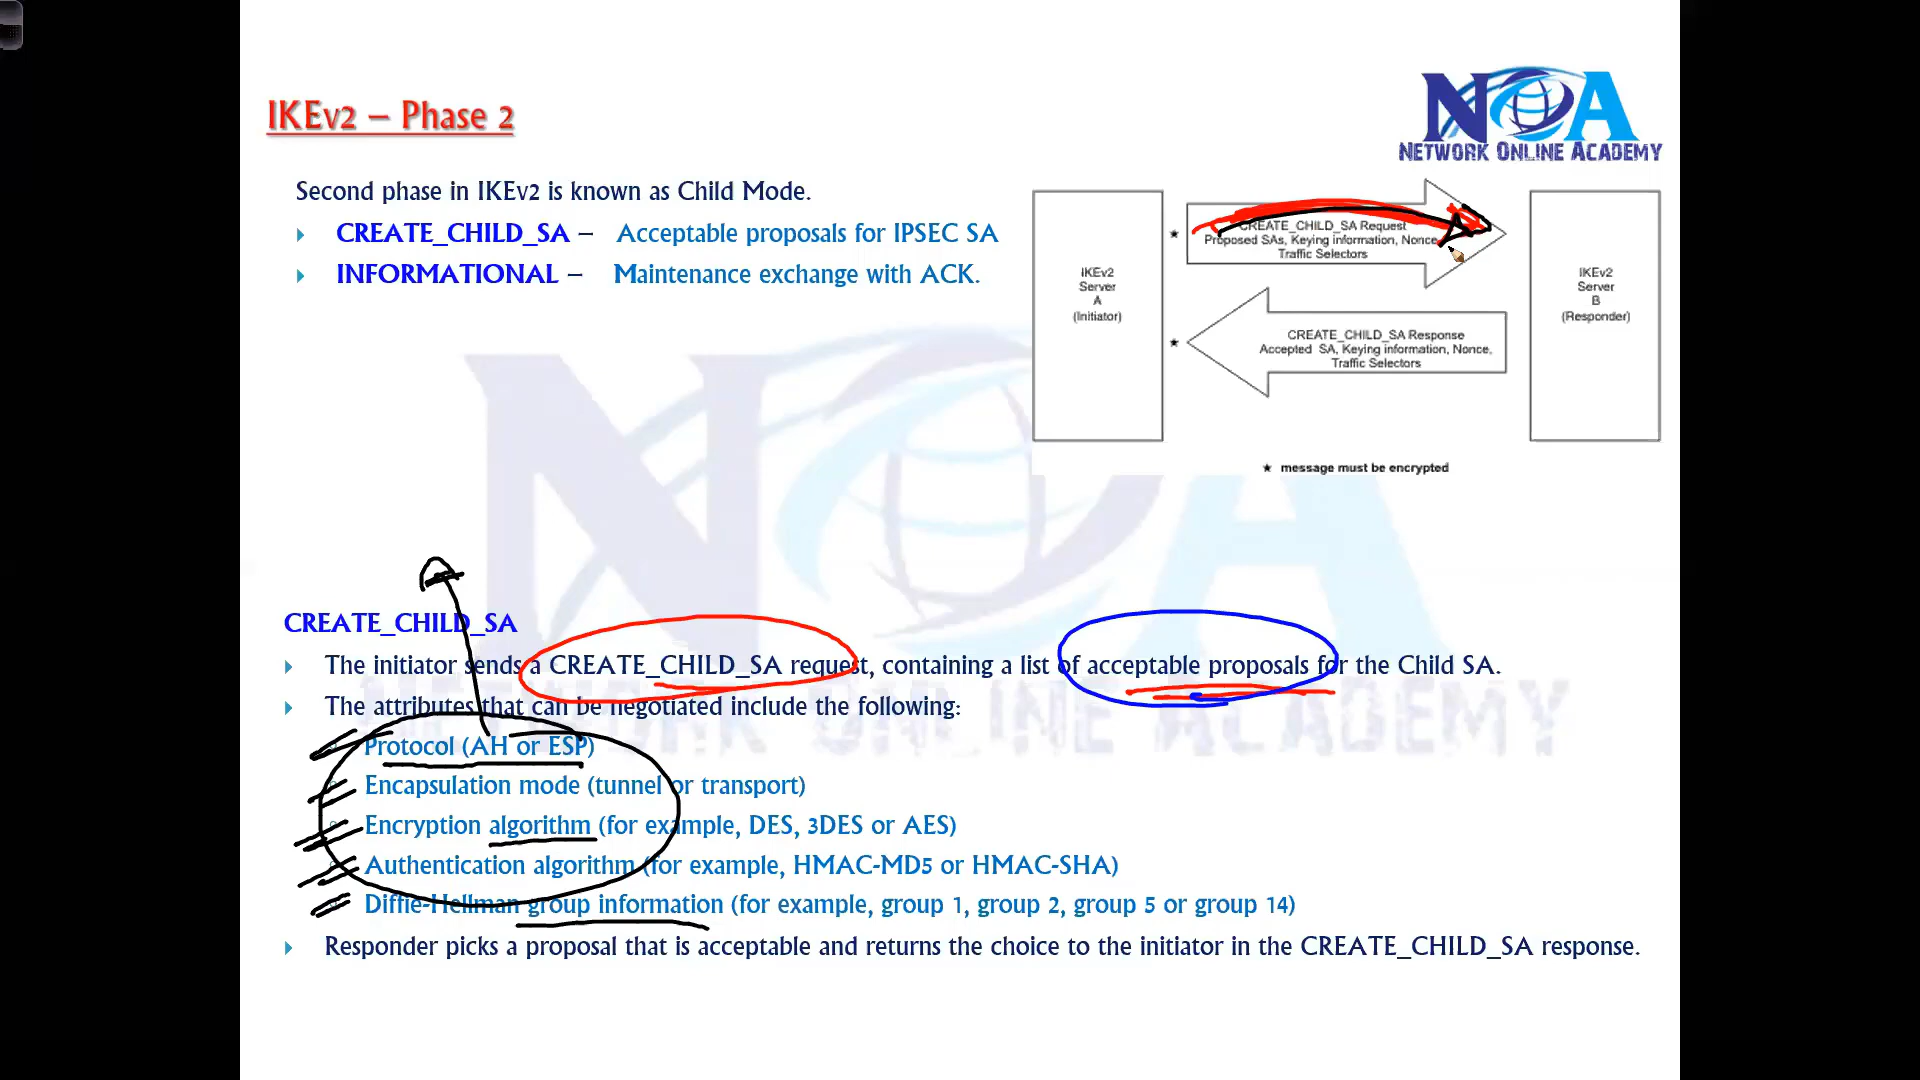 IKEv2 – Phase 2
NOA
NETWORK ONLINE ACADEMY
Second phase in IKEv2 is known as Child Mode.
CREATE_CHILD_SA – Acceptable proposals for IPSEC SA
INFORMATIONAL – Maintenance exchange with ACK.
IKEv2
Server
A
(Initiator)
CREATE_CHILD_SA Request
Proposed SAs, Keying information, Nonce,
Traffic Selectors
CREATE_CHILD_SA Response
Accepted SA, Keying information, Nonce,
Traffic Selectors
IKEv2
Server
B
(Responder)
★ message must be encrypted
NOA
NETWORK ONLINE ACADEMY
CREATE_CHILD_SA
The initiator sends a CREATE_CHILD_SA request, containing a list of acceptable proposals for the Child SA.
The attributes that can be negotiated include the following:
Protocol (AH or ESP)
Encapsulation mode (tunnel or transport)
Encryption algorithm (for example, DES, 3DES or AES)
Authentication algorithm (for example, HMAC-MD5 or HMAC-SHA)
Diffie-Hellman group information (for example, group 1, group 2, group 5 or group 14)
Responder picks a proposal that is acceptable and returns the choice to the initiator in the CREATE_CHILD_SA response.